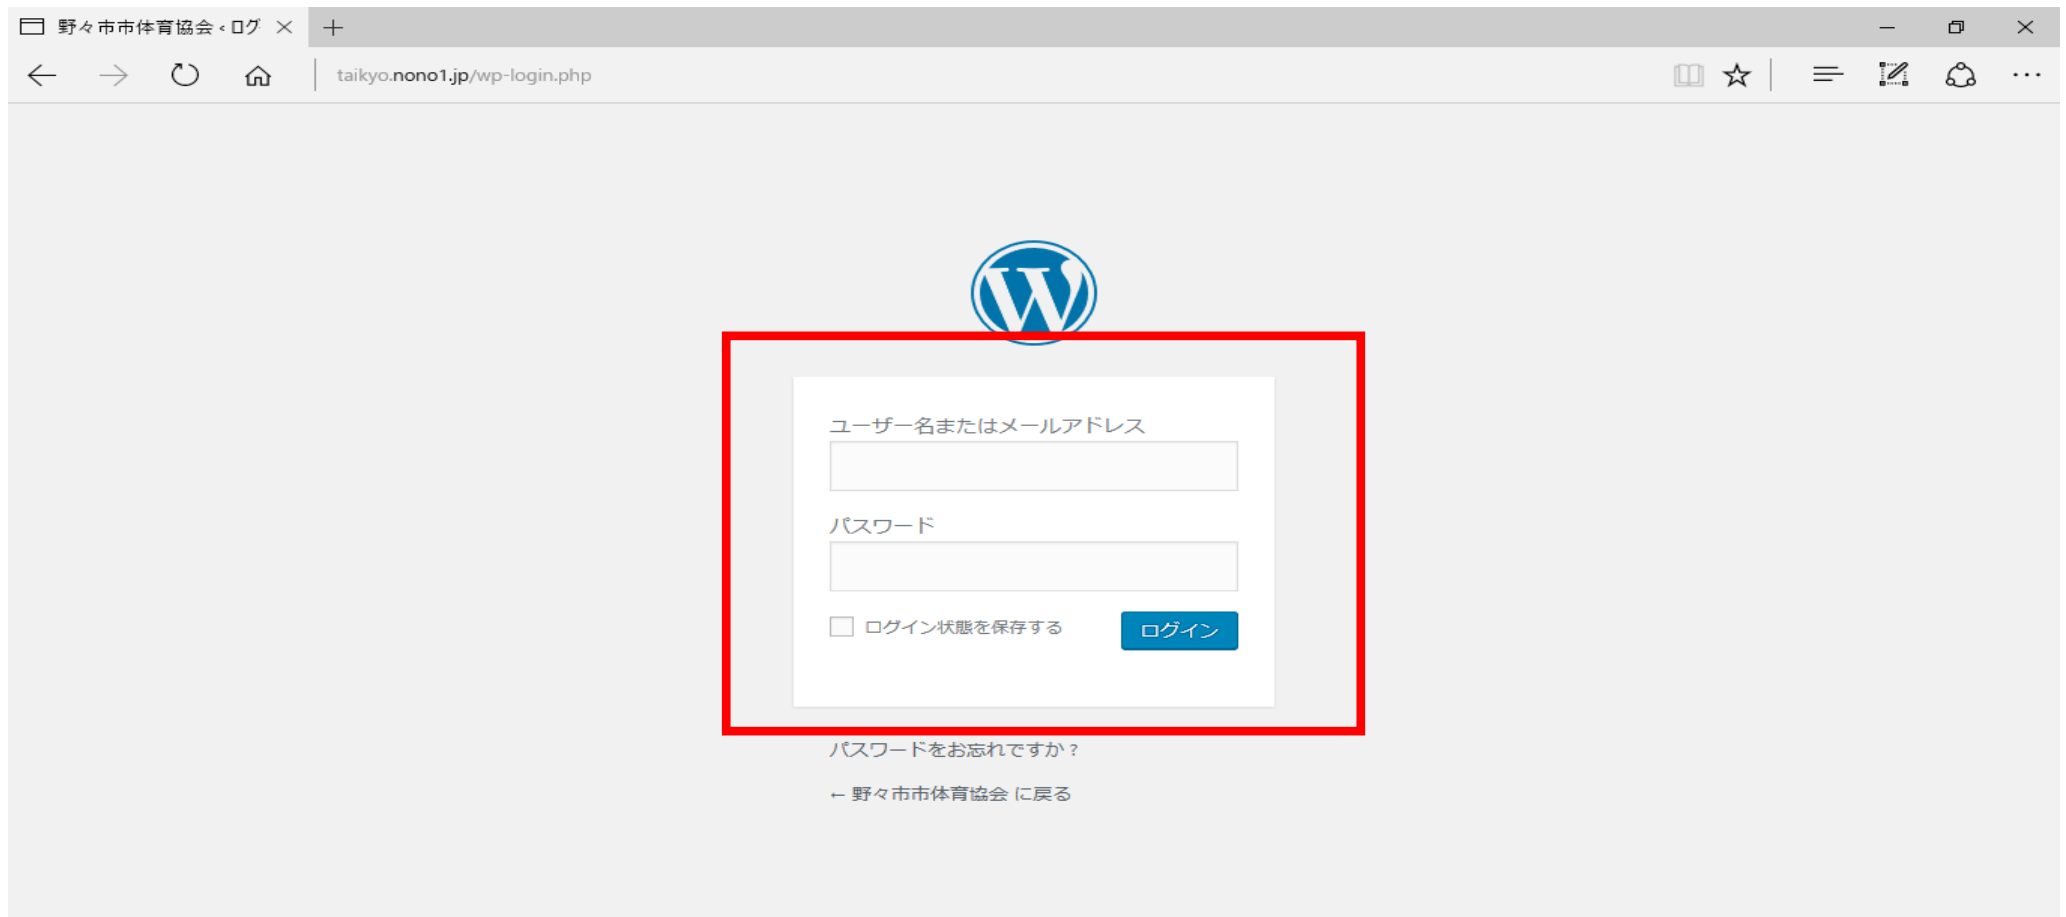 野々市市体育協会 ‹ ログ
taikyo.nono1.jp/wp-login.php
ユーザー名またはメールアドレス
パスワード
ログイン状態を保存する
ログイン
パスワードをお忘れですか ?
← 野々市市体育協会 に戻る